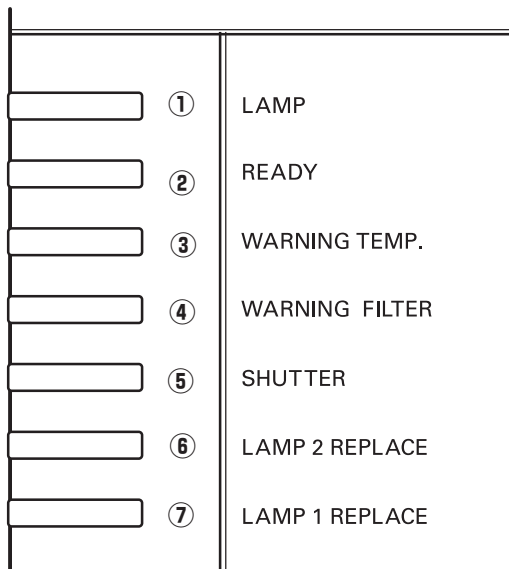 ① LAMP
② READY
③ WARNING TEMP.
④ WARNING FILTER
⑤ SHUTTER
⑥ LAMP 2 REPLACE
⑦ LAMP 1 REPLACE